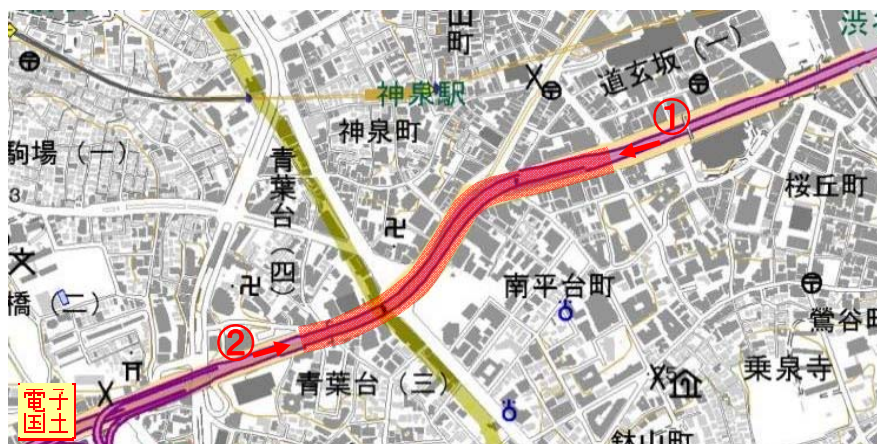 山町
渋谷
道玄坂（一）
神泉駅
①
神泉町
駒場（一）
青葉台（四）
桜丘町
3
南平台町
橋（二）
鶯谷町
②
乗泉寺
青葉台（三）
電子
国土
鉢山町